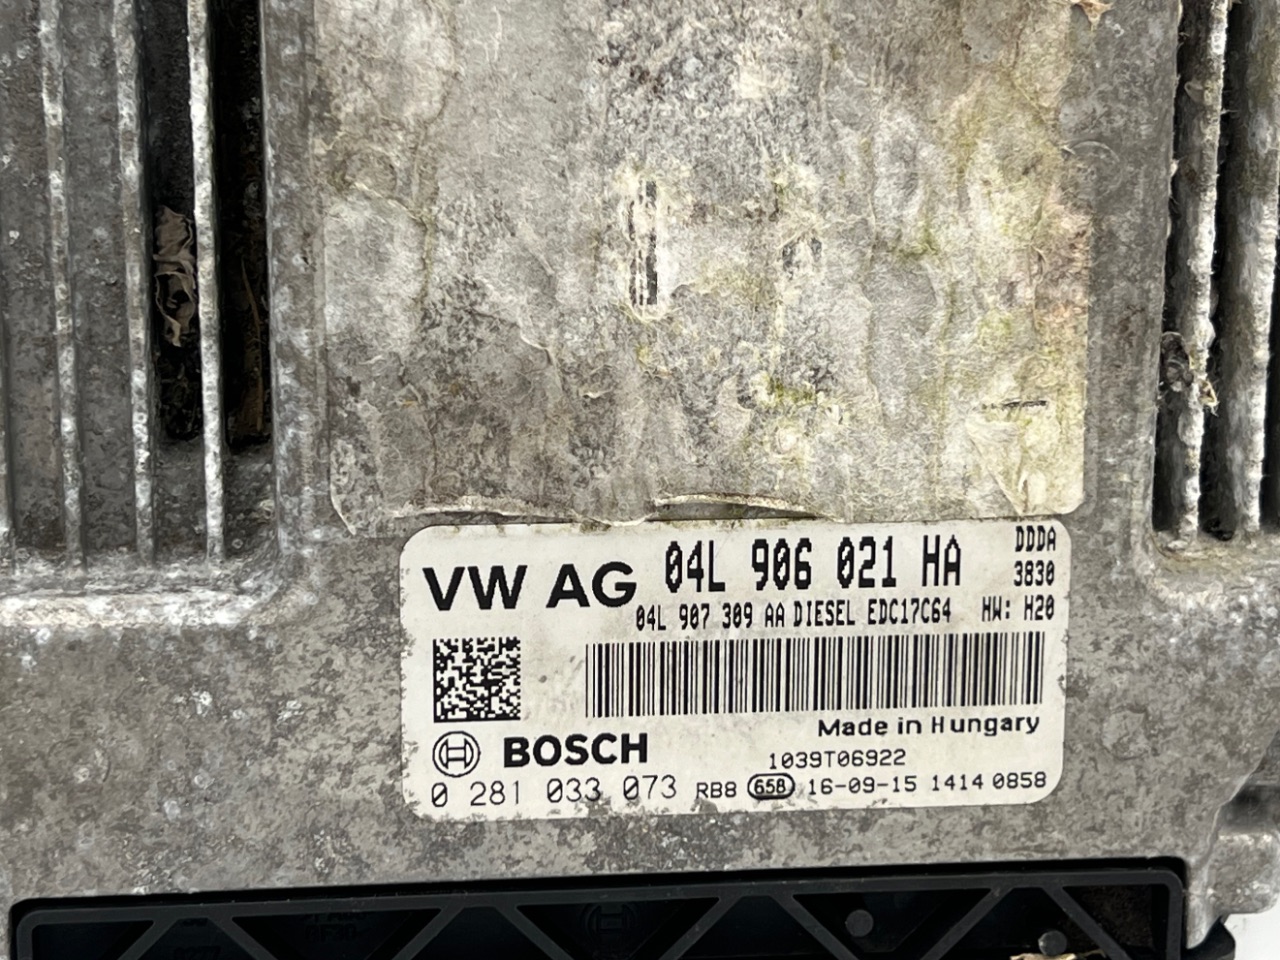 VW AG 04L 906 021 HA DDDA
3830
04L 907 309 AA DIESEL EDC17C64 HW: H20
Made in Hungary
BOSCH 1039T06922
0 281 033 073 RB8 658 16-09-15 1414 0858